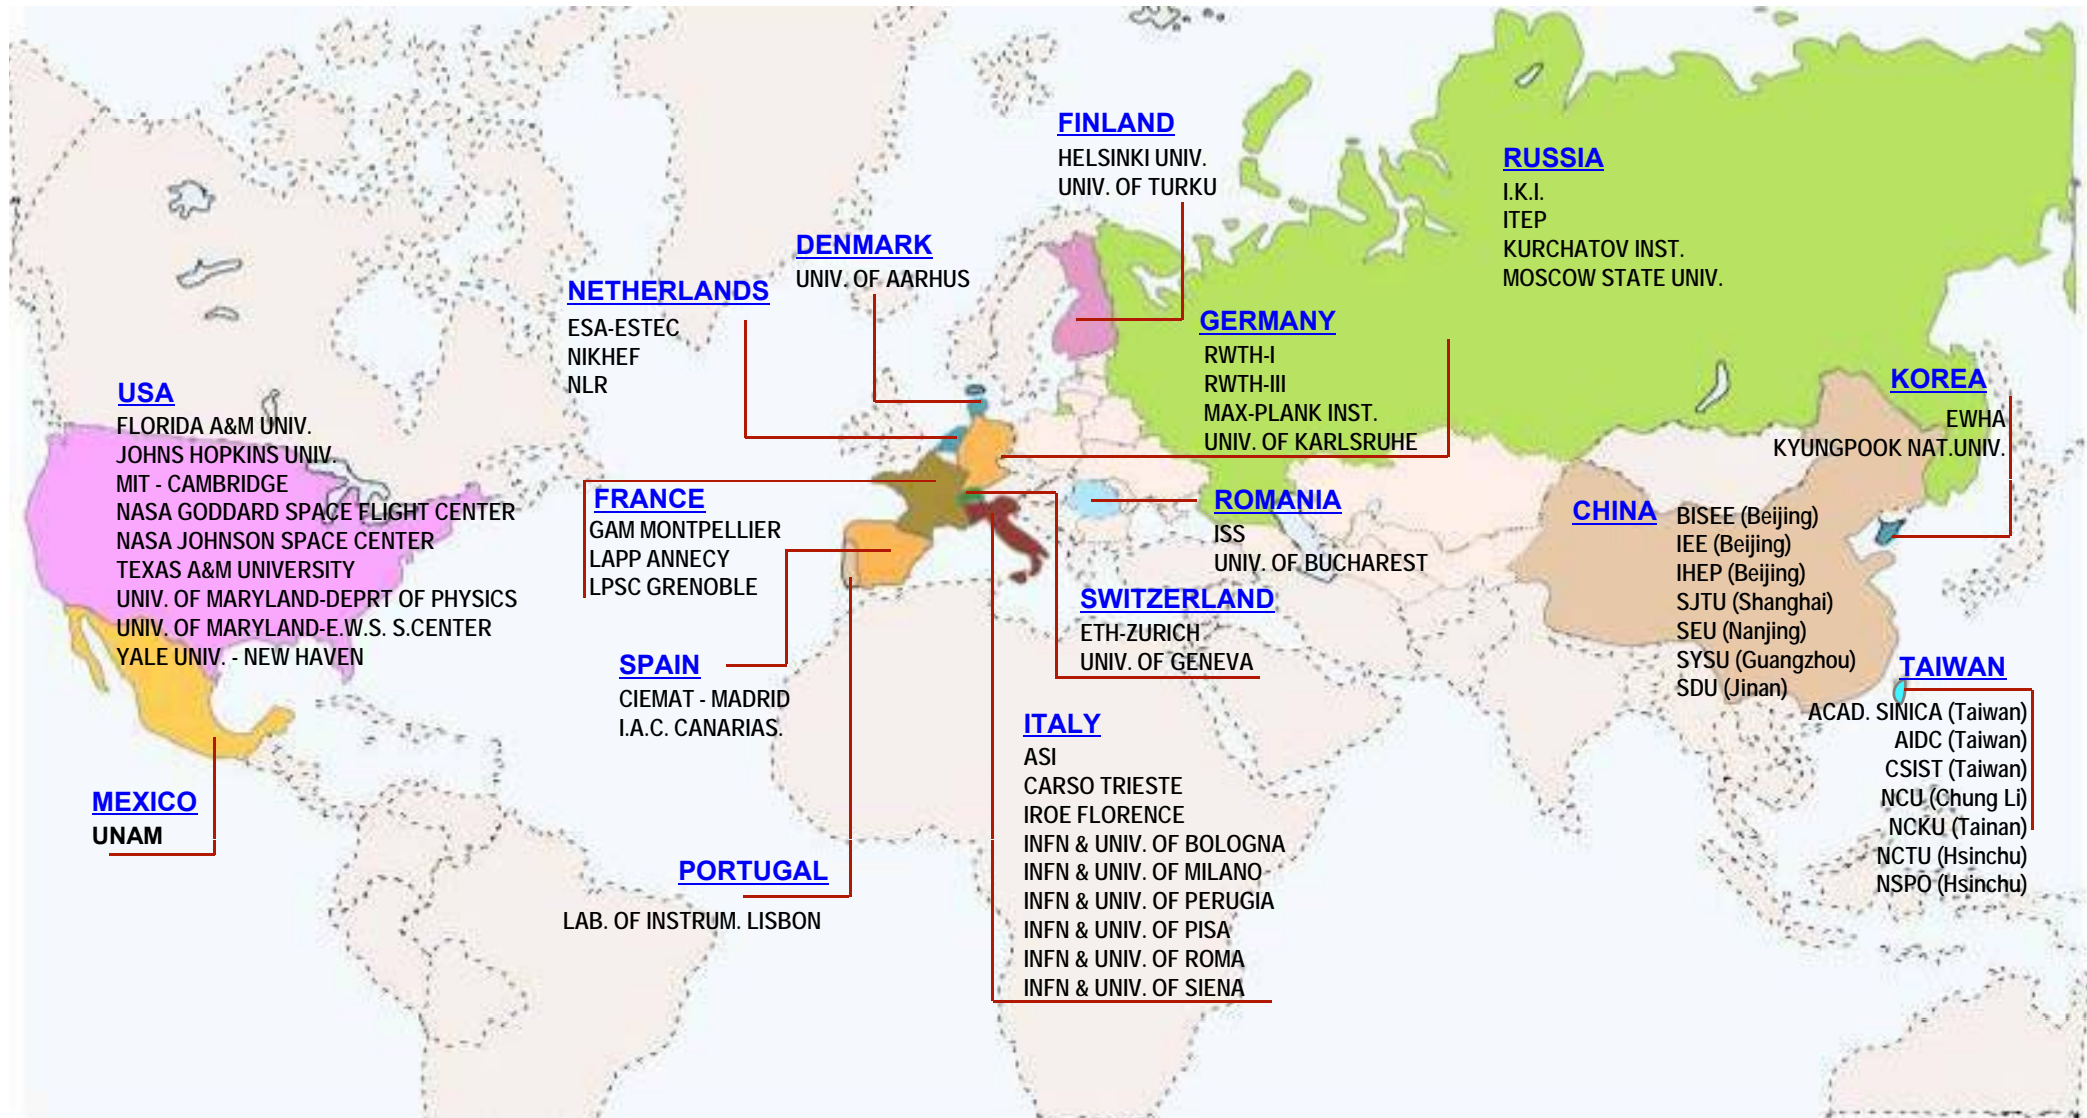 FINLAND
HELSINKI UNIV.
UNIV. OF TURKU
RUSSIA
I.K.I.
ITEP
KURCHATOV INST.
MOSCOW STATE UNIV.
DENMARK
UNIV. OF AARHUS
NETHERLANDS
ESA-ESTEC
NIKHEF
NLR
GERMANY
RWTH-I
RWTH-III
MAX-PLANK INST.
UNIV. OF KARLSRUHE
USA
FLORIDA A&M UNIV.
JOHNS HOPKINS UNIV.
MIT - CAMBRIDGE
NASA GODDARD SPACE FLIGHT CENTER
NASA JOHNSON SPACE CENTER
TEXAS A&M UNIVERSITY
UNIV. OF MARYLAND-DEPRT OF PHYSICS
UNIV. OF MARYLAND-E.W.S. S.CENTER
YALE UNIV. - NEW HAVEN
KOREA
EWHA
KYUNGPOOK NAT.UNIV.
FRANCE
GAM MONTPELLIER
LAPP ANNECY
LPSC GRENOBLE
ROMANIA
ISS
UNIV. OF BUCHAREST
CHINA
BISEE (Beijing)
IEE (Beijing)
IHEP (Beijing)
SJTU (Shanghai)
SEU (Nanjing)
SYSU (Guangzhou)
SDU (Jinan)
SWITZERLAND
ETH-ZURICH
UNIV. OF GENEVA
SPAIN
CIEMAT - MADRID
I.A.C. CANARIAS.
TAIWAN
ACAD. SINICA (Taiwan)
AIDC (Taiwan)
CSIST (Taiwan)
NCU (Chung Li)
NCKU (Tainan)
NCTU (Hsinchu)
NSPO (Hsinchu)
ITALY
ASI
CARSO TRIESTE
IROE FLORENCE
INFN & UNIV. OF BOLOGNA
INFN & UNIV. OF MILANO
INFN & UNIV. OF PERUGIA
INFN & UNIV. OF PISA
INFN & UNIV. OF ROMA
INFN & UNIV. OF SIENA
MEXICO
UNAM
PORTUGAL
LAB. OF INSTRUM. LISBON